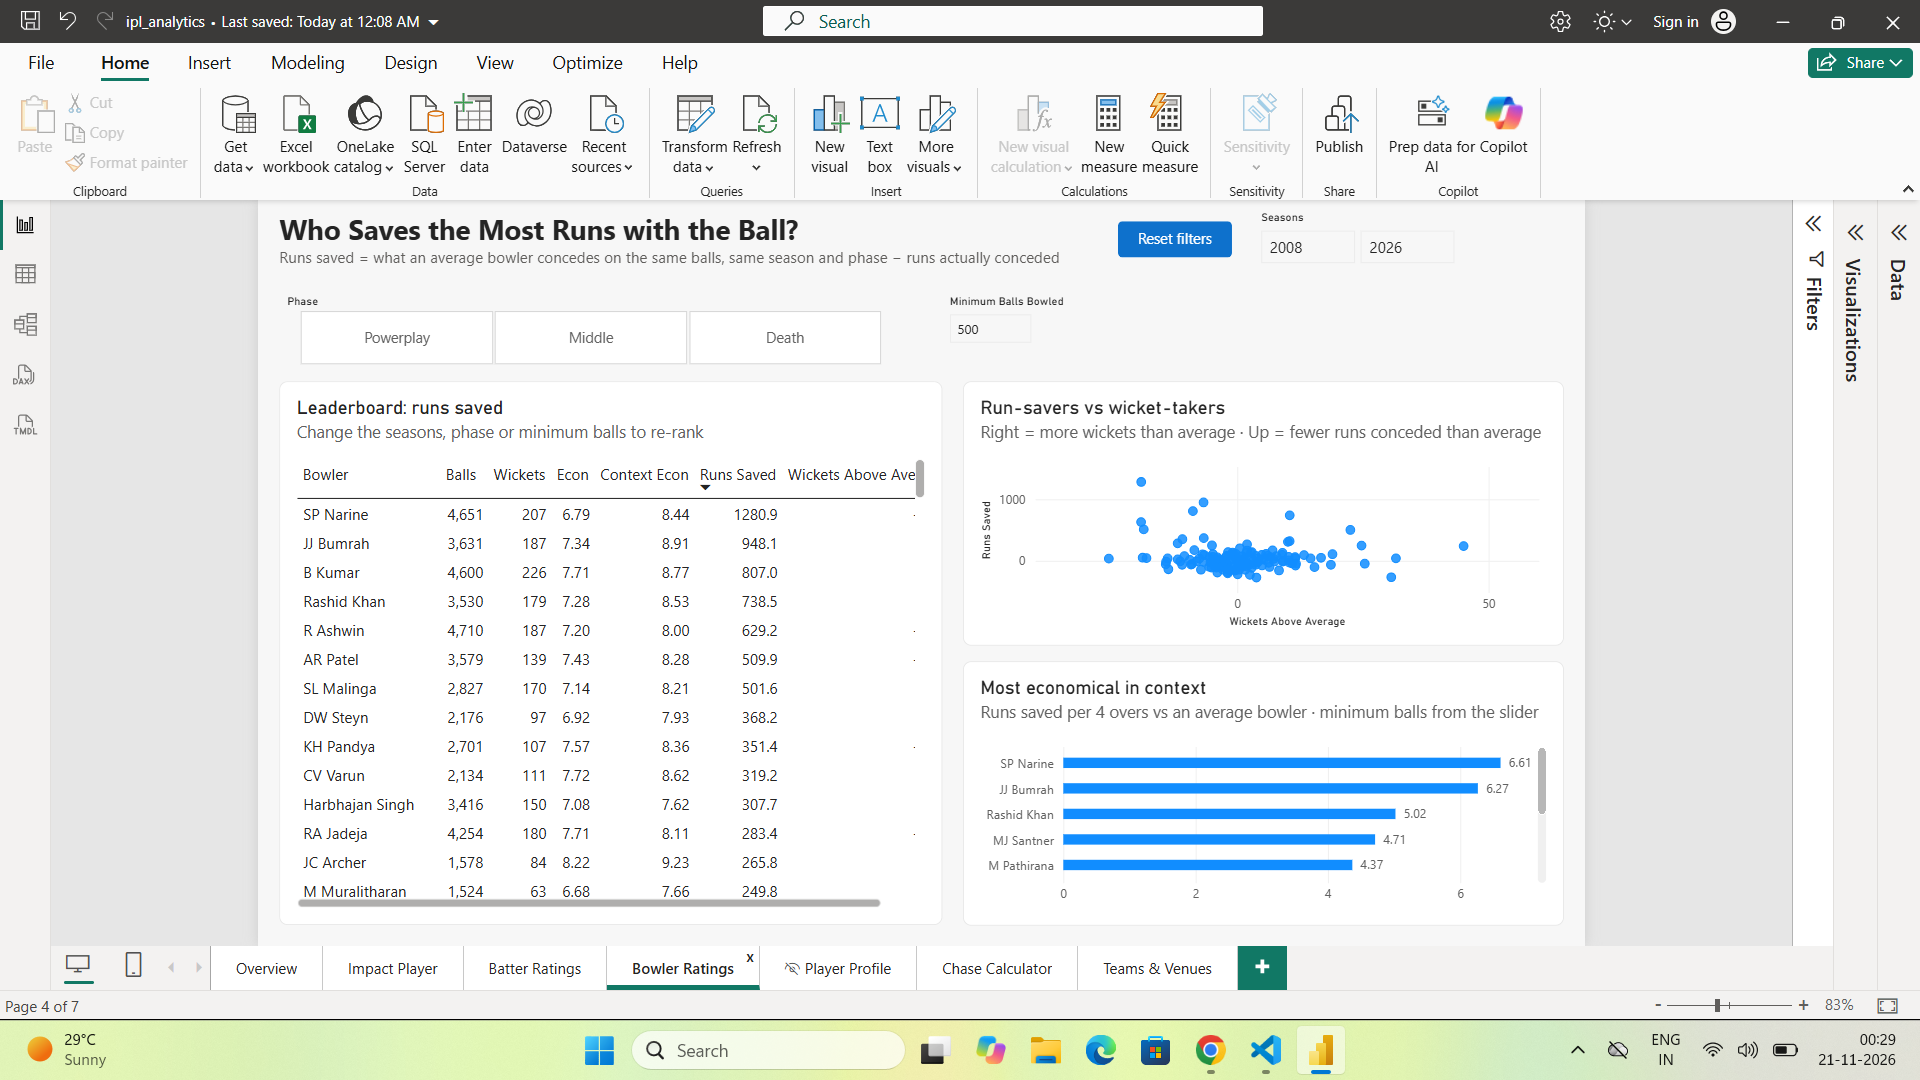 ipl_analytics • Last saved: Today at 12:08 AM
Search
Sign in
File Home Insert Modeling Design View Optimize Help
Share
Paste
Cut
Copy
Format painter
Clipboard
Get data
Excel workbook
OneLake catalog
SQL Server
Enter data
Dataverse
Recent sources
Data
Transform data
Refresh
Queries
New visual
Text box
More visuals
Insert
New visual calculation
New measure
Quick measure
Calculations
Sensitivity
Sensitivity
Publish
Share
Prep data for AI
Copilot
Copilot
DAX
TMDL
Who Saves the Most Runs with the Ball?
Runs saved = what an average bowler concedes on the same balls, same season and phase − runs actually conceded
Reset filters
Seasons
2008 2026
Phase
Powerplay Middle Death
Minimum Balls Bowled
500
Leaderboard: runs saved
Change the seasons, phase or minimum balls to re-rank
Bowler Balls Wickets Econ Context Econ Runs Saved Wickets Above Ave
SP Narine 4,651 207 6.79 8.44 1280.9
JJ Bumrah 3,631 187 7.34 8.91 948.1
B Kumar 4,600 226 7.71 8.77 807.0
Rashid Khan 3,530 179 7.28 8.53 738.5
R Ashwin 4,710 187 7.20 8.00 629.2
AR Patel 3,579 139 7.43 8.28 509.9
SL Malinga 2,827 170 7.14 8.21 501.6
DW Steyn 2,176 97 6.92 7.93 368.2
KH Pandya 2,701 107 7.57 8.36 351.4
CV Varun 2,134 111 7.72 8.62 319.2
Harbhajan Singh 3,416 150 7.08 7.62 307.7
RA Jadeja 4,254 180 7.71 8.11 283.4
JC Archer 1,578 84 8.22 9.23 265.8
M Muralitharan 1,524 63 6.68 7.66 249.8
Run-savers vs wicket-takers
Right = more wickets than average · Up = fewer runs conceded than average
Runs Saved
1000
0
0 50
Wickets Above Average
Most economical in context
Runs saved per 4 overs vs an average bowler · minimum balls from the slider
SP Narine 6.61
JJ Bumrah 6.27
Rashid Khan 5.02
MJ Santner 4.71
M Pathirana 4.37
0 2 4 6
Filters
Visualizations
Data
Overview Impact Player Batter Ratings Bowler Ratings x Player Profile Chase Calculator Teams & Venues +
Page 4 of 7
- + 83%
29°C
Sunny
Search
ENG
IN
00:29
21-11-2026